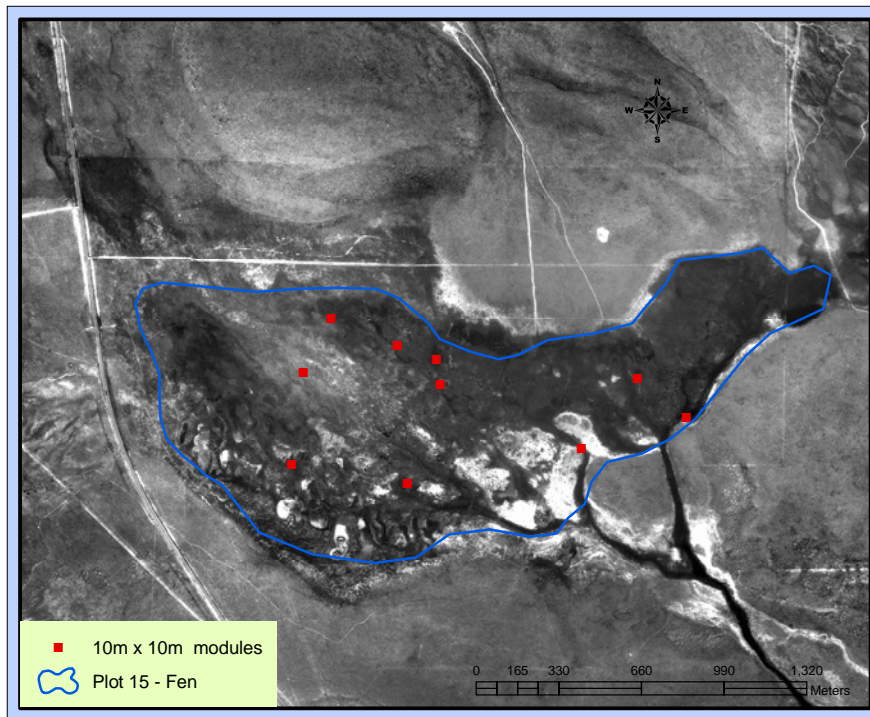 N
W E
S
10m x 10m modules
Plot 15 - Fen
0 165 330 660 990 1,320
Meters